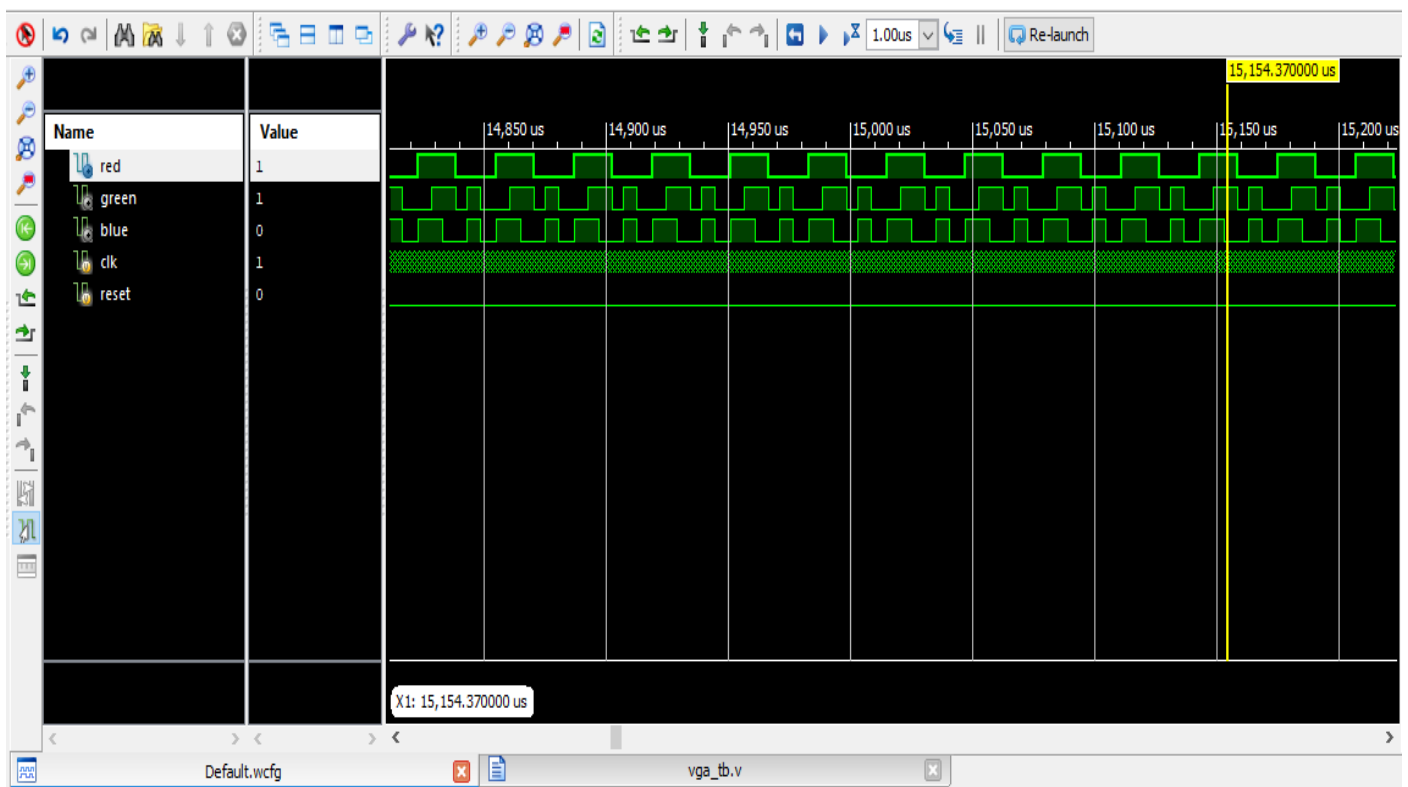 1.00us
Re-launch
15,154.370000 us
Name Value
14,850 us 14,900 us 14,950 us 15,000 us 15,050 us 15,100 us 15,150 us 15,200 us
red 1
green 1
blue 0
clk 1
reset 0
X1: 15,154.370000 us
Default.wcfg vga_tb.v